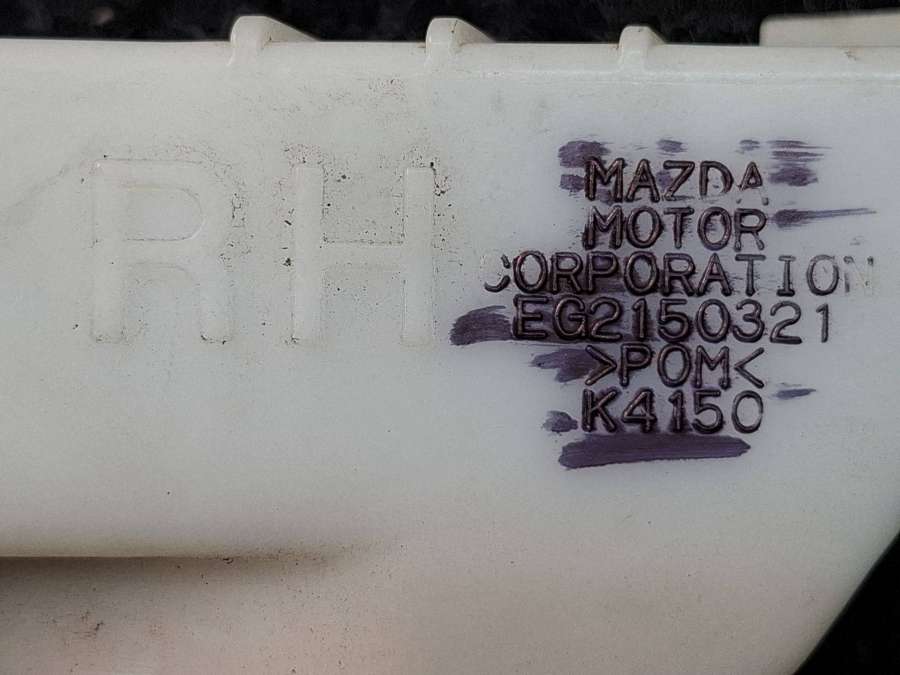 RH
MAZDA
MOTOR
CORPORATION
EG2150321
>POM<
K4150